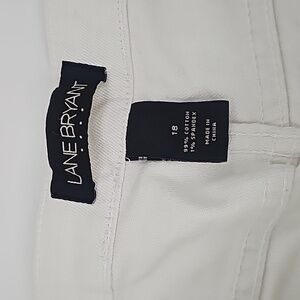 LANE BRYANT
18
99% COTTON
1% SPANDEX
MADE IN
CHINA